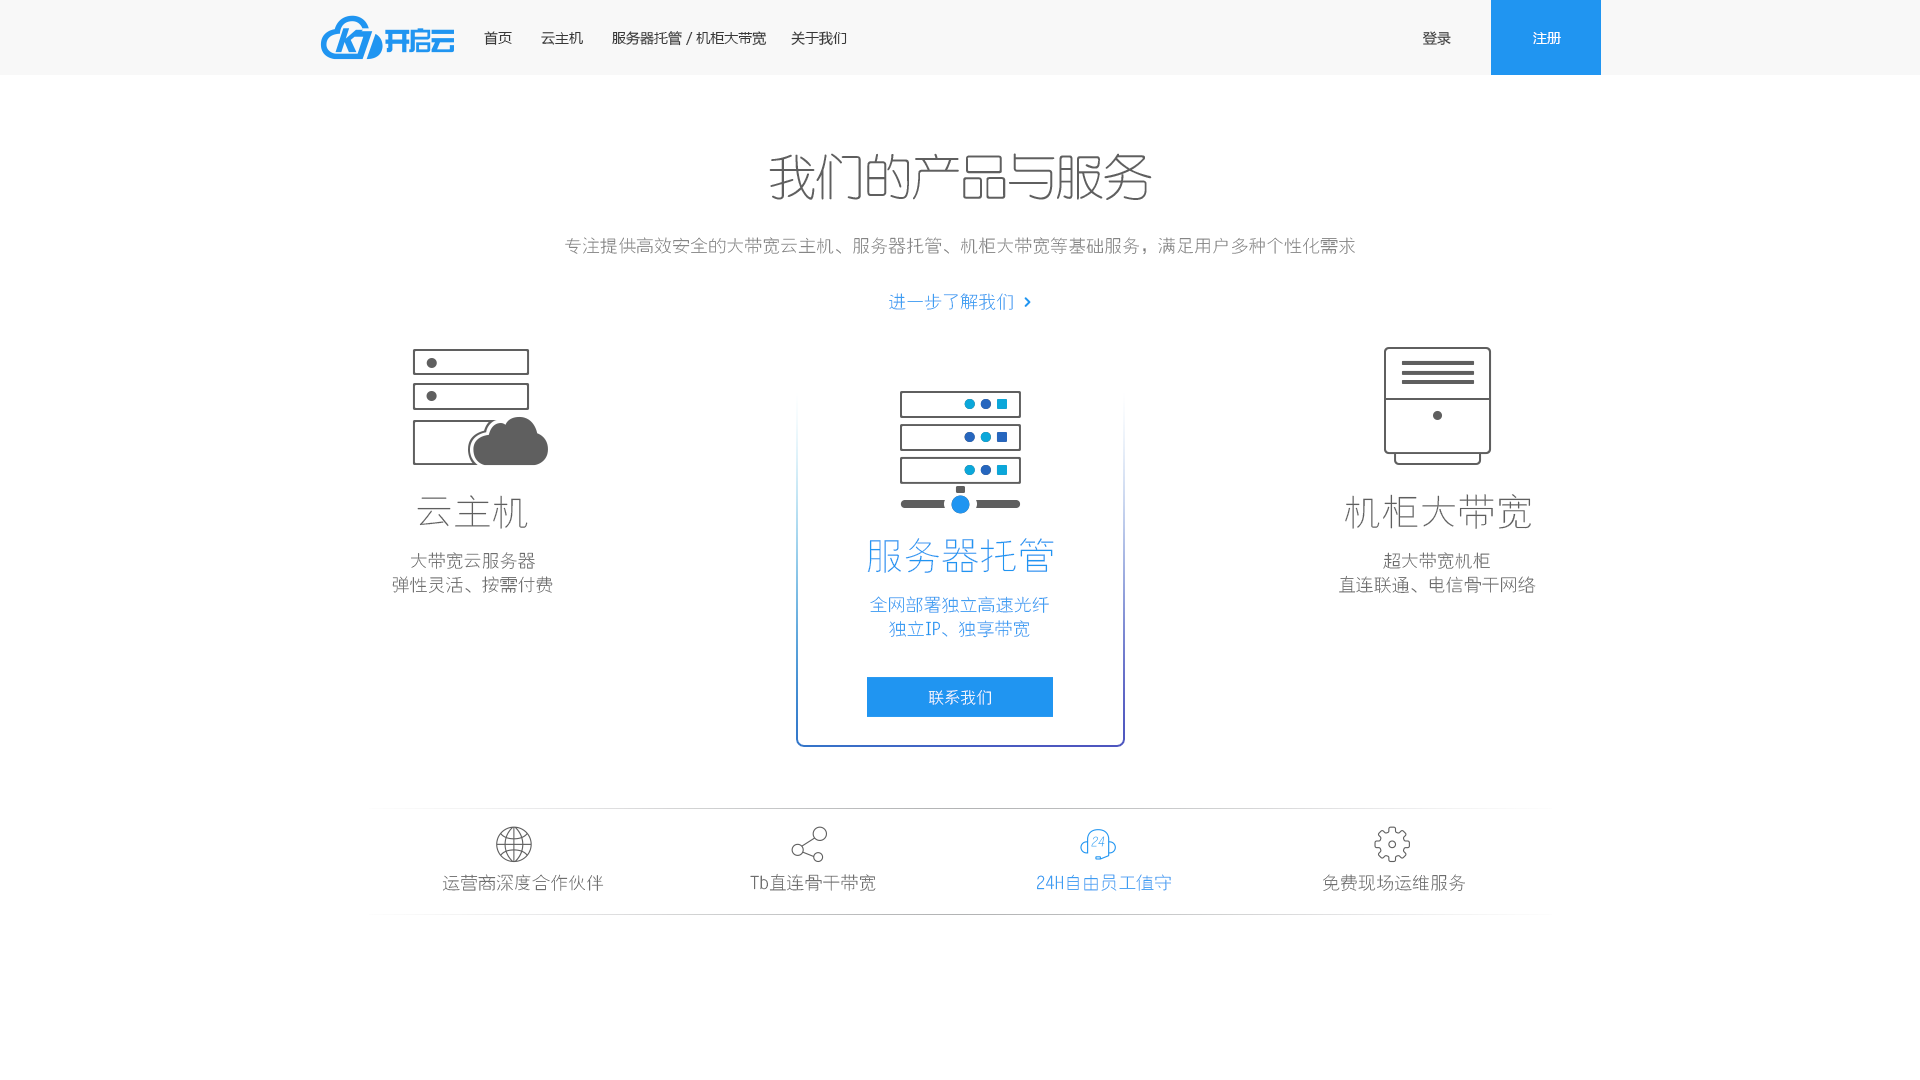 开启云
首页
云主机
服务器托管 / 机柜大带宽
关于我们
登录
注册
我们的产品与服务
专注提供高效安全的大带宽云主机、服务器托管、机柜大带宽等基础服务，满足用户多种个性化需求
进一步了解我们
云主机
大带宽云服务器
弹性灵活、按需付费
服务器托管
全网部署独立高速光纤
独立IP、独享带宽
联系我们
机柜大带宽
超大带宽机柜
直连联通、电信骨干网络
运营商深度合作伙伴
Tb直连骨干带宽
24
24H自由员工值守
免费现场运维服务